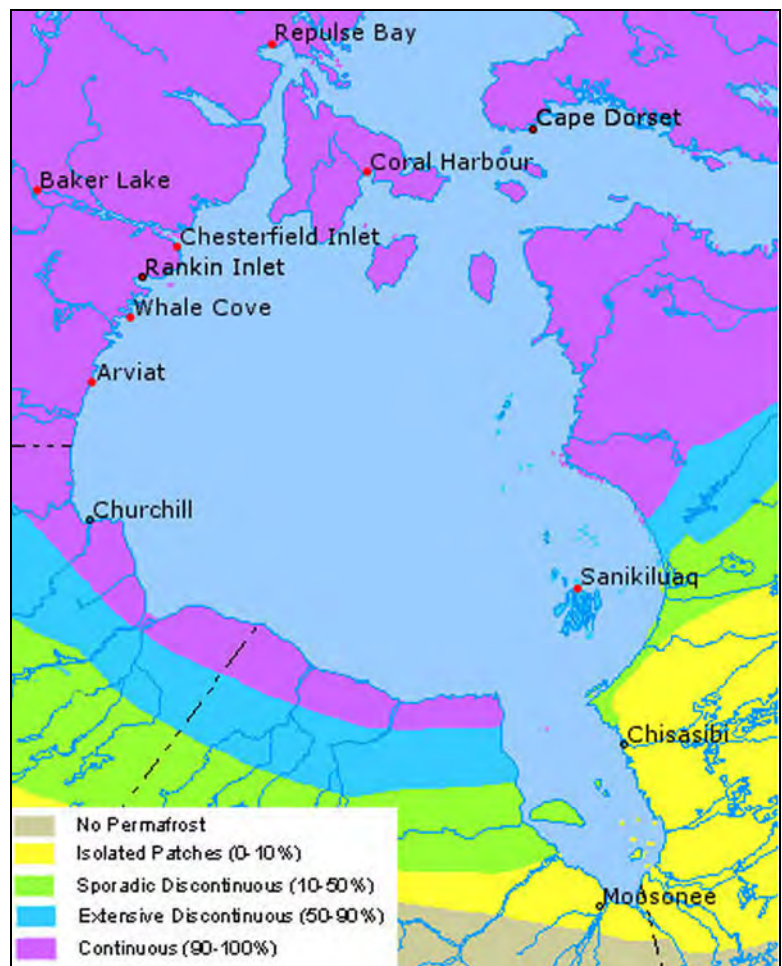 Repulse Bay
Cape Dorset
Coral Harbour
Baker Lake
Chesterfield Inlet
Rankin Inlet
Whale Cove
Arviat
Churchill
Sanikiluaq
Chisasibi
Moosonee
No Permafrost
Isolated Patches (0-10%)
Sporadic Discontinuous (10-50%)
Extensive Discontinuous (50-90%)
Continuous (90-100%)